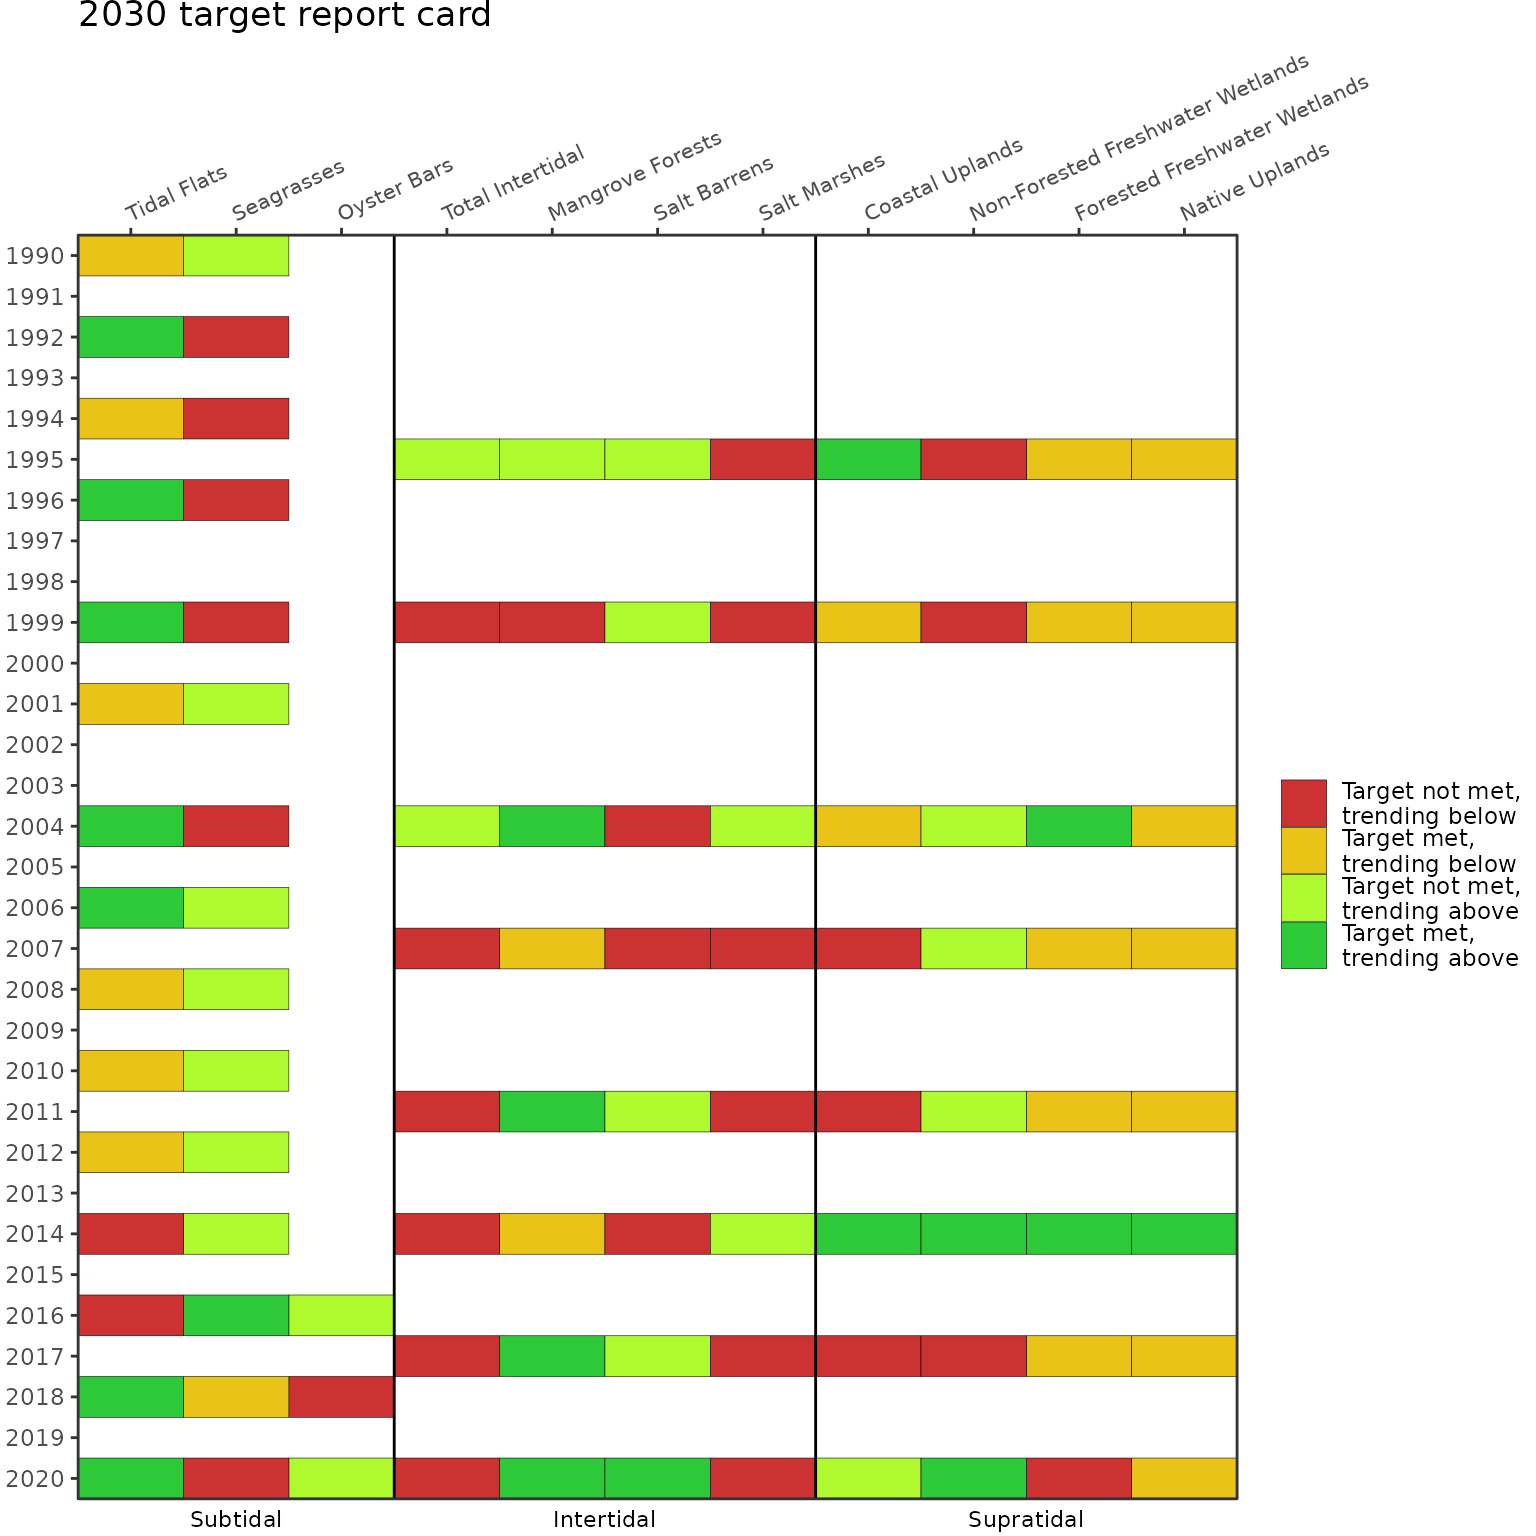 2030 target report card
Tidal Flats
Seagrasses
Oyster Bars
Total Intertidal
Mangrove Forests
Salt Barrens
Salt Marshes
Coastal Uplands
Non-Forested Freshwater Wetlands
Forested Freshwater Wetlands
Native Uplands
1990
1991
1992
1993
1994
1995
1996
1997
1998
1999
2000
2001
2002
2003
2004
2005
2006
2007
2008
2009
2010
2011
2012
2013
2014
2015
2016
2017
2018
2019
2020
Subtidal
Intertidal
Supratidal
Target not met,
trending below
Target met,
trending below
Target not met,
trending above
Target met,
trending above